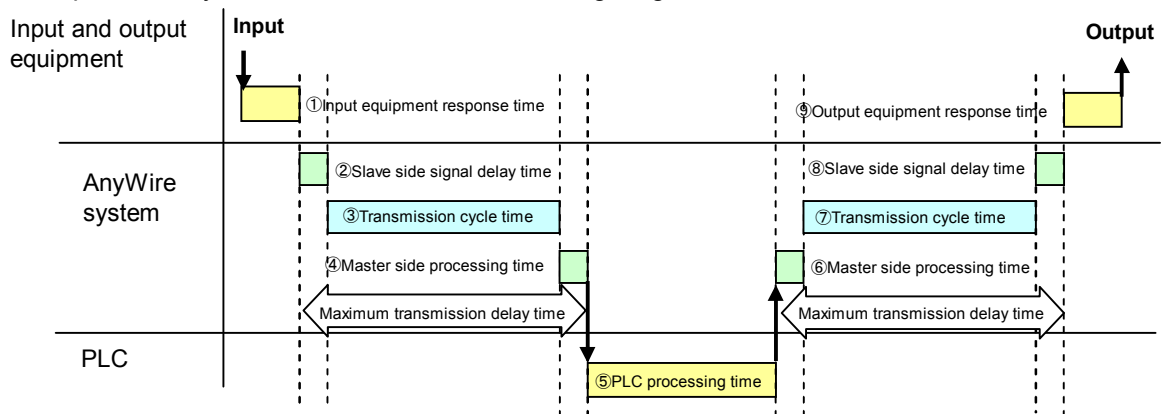 Input and output
equipment
Input
Output
①Input equipment response time
⑨Output equipment response time
AnyWire
system
②Slave side signal delay time
⑧Slave side signal delay time
③Transmission cycle time
⑦Transmission cycle time
④Master side processing time
⑥Master side processing time
Maximum transmission delay time
Maximum transmission delay time
PLC
⑤PLC processing time